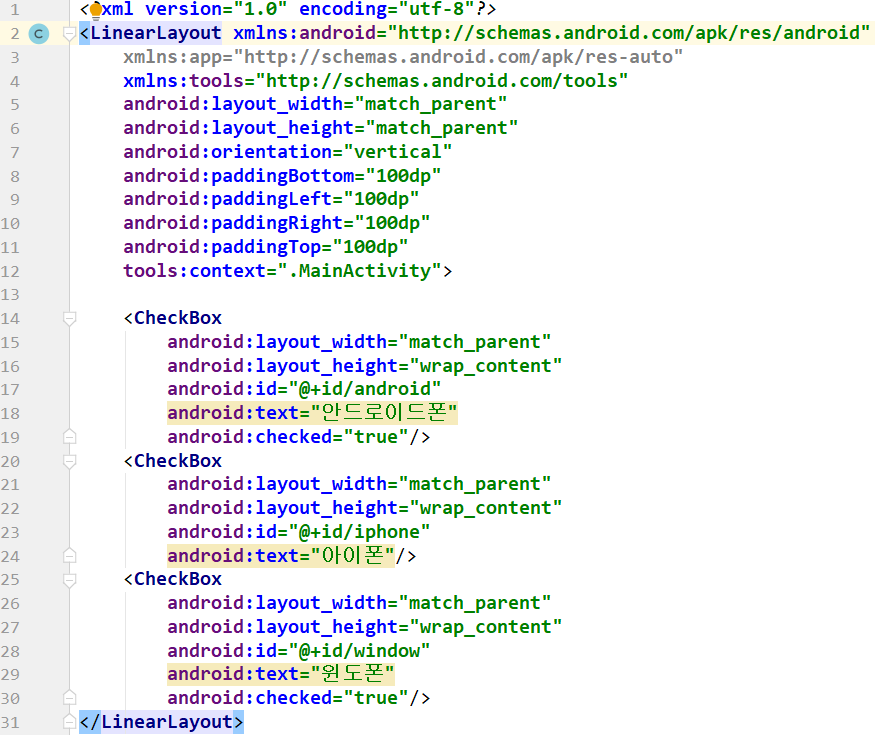 1 <?xml version="1.0" encoding="utf-8"?>
2 C <LinearLayout xmlns:android="http://schemas.android.com/apk/res/android"
3 xmlns:app="http://schemas.android.com/apk/res-auto"
4 xmlns:tools="http://schemas.android.com/tools"
5 android:layout_width="match_parent"
6 android:layout_height="match_parent"
7 android:orientation="vertical"
8 android:paddingBottom="100dp"
9 android:paddingLeft="100dp"
10 android:paddingRight="100dp"
11 android:paddingTop="100dp"
12 tools:context=".MainActivity">
13
14 <CheckBox
15 android:layout_width="match_parent"
16 android:layout_height="wrap_content"
17 android:id="@+id/android"
18 android:text="안드로이드폰"
19 android:checked="true"/>
20 <CheckBox
21 android:layout_width="match_parent"
22 android:layout_height="wrap_content"
23 android:id="@+id/iphone"
24 android:text="아이폰"/>
25 <CheckBox
26 android:layout_width="match_parent"
27 android:layout_height="wrap_content"
28 android:id="@+id/window"
29 android:text="윈도폰"
30 android:checked="true"/>
31 </LinearLayout>